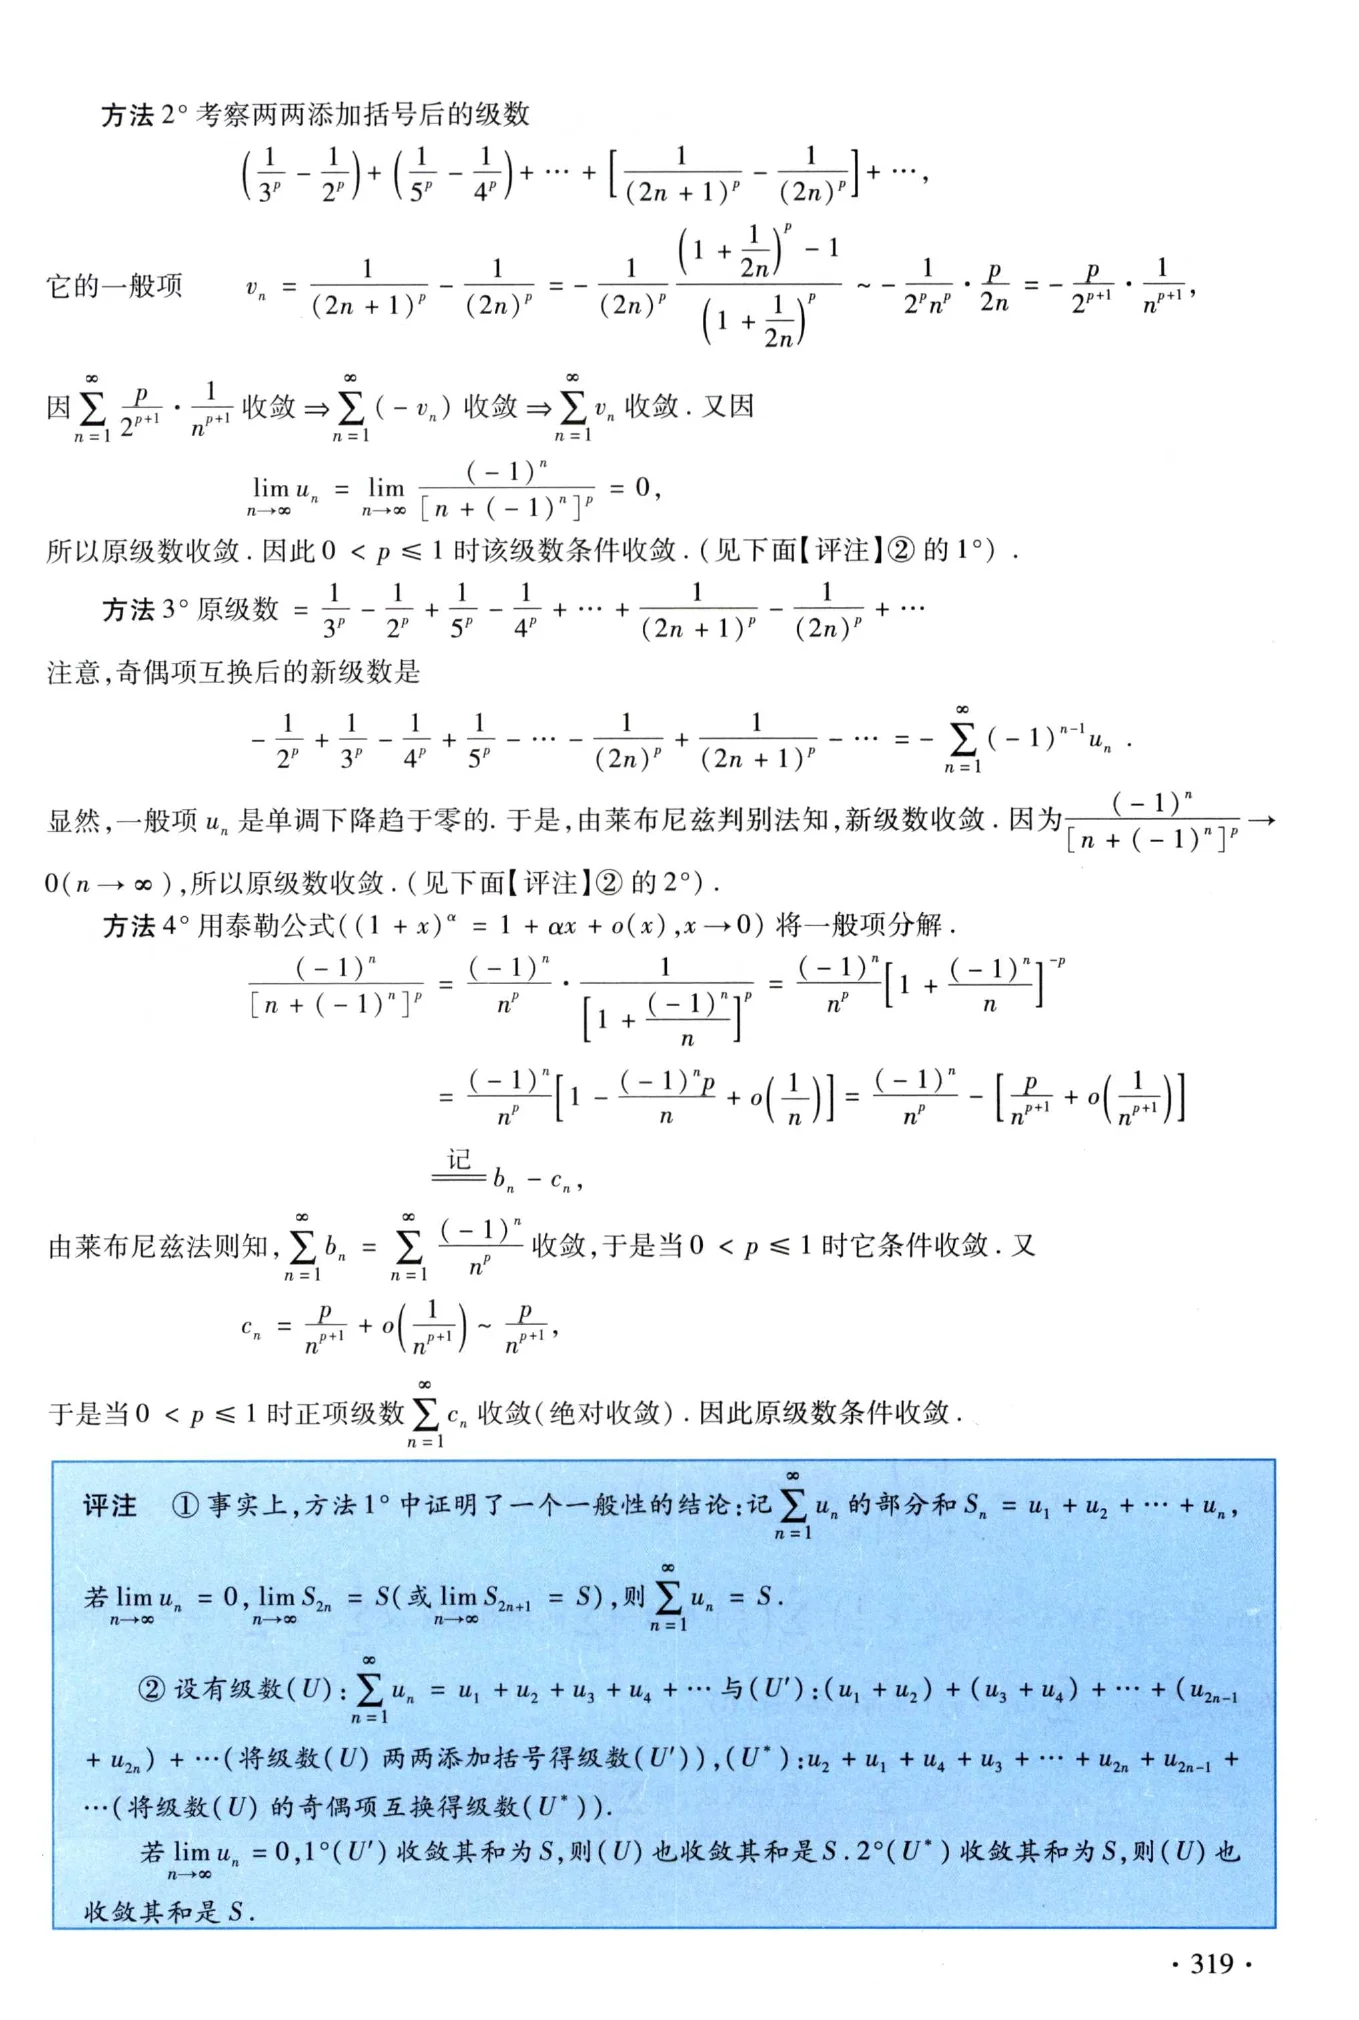 方法 2° 考察两两添加括号后的级数
$\left(\frac{1}{3^p}-\frac{1}{2^p}\right)+\left(\frac{1}{5^p}-\frac{1}{4^p}\right)+\cdots+\left[\frac{1}{(2n+1)^p}-\frac{1}{(2n)^p}\right]+\cdots,$
它的一般项 $v_n=\frac{1}{(2n+1)^p}-\frac{1}{(2n)^p}=-\frac{1}{(2n)^p}\frac{\left(1+\frac{1}{2n}\right)^p-1}{\left(1+\frac{1}{2n}\right)^p}\sim-\frac{1}{2^pn^p}\cdot\frac{p}{2n}=-\frac{p}{2^{p+1}}\cdot\frac{1}{n^{p+1}},$
因$\sum_{n=1}^{\infty}\frac{p}{2^{p+1}}\cdot\frac{1}{n^{p+1}}$收敛⇒$\sum_{n=1}^{\infty}(-v_n)$收敛⇒$\sum_{n=1}^{\infty}v_n$收敛.又因
$\lim_{n\to\infty}u_n=\lim_{n\to\infty}\frac{(-1)^n}{[n+(-1)^n]^p}=0,$
所以原级数收敛.因此0 < p ≤ 1 时该级数条件收敛.(见下面【评注】② 的 1°).
方法 3° 原级数 $=\frac{1}{3^p}-\frac{1}{2^p}+\frac{1}{5^p}-\frac{1}{4^p}+\cdots+\frac{1}{(2n+1)^p}-\frac{1}{(2n)^p}+\cdots$
注意,奇偶项互换后的新级数是
$-\frac{1}{2^p}+\frac{1}{3^p}-\frac{1}{4^p}+\frac{1}{5^p}-\cdots-\frac{1}{(2n)^p}+\frac{1}{(2n+1)^p}-\cdots=-\sum_{n=1}^{\infty}(-1)^{n-1}u_n.$
显然,一般项 $u_n$ 是单调下降趋于零的.于是,由莱布尼兹判别法知,新级数收敛.因为$\frac{(-1)^n}{[n+(-1)^n]^p}\to$
0(n → ∞),所以原级数收敛.(见下面【评注】② 的 2°).
方法 4° 用泰勒公式($(1+x)^\alpha=1+\alpha x+o(x),x\to0$) 将一般项分解.
$\frac{(-1)^n}{[n+(-1)^n]^p}=\frac{(-1)^n}{n^p}\cdot\frac{1}{\left[1+\frac{(-1)^n}{n}\right]^p}=\frac{(-1)^n}{n^p}\left[1+\frac{(-1)^n}{n}\right]^{-p}$
$=\frac{(-1)^n}{n^p}\left[1-\frac{(-1)^np}{n}+o\left(\frac{1}{n}\right)\right]=\frac{(-1)^n}{n^p}-\left[\frac{p}{n^{p+1}}+o\left(\frac{1}{n^{p+1}}\right)\right]$
$\xlongequal{记}b_n-c_n,$
由莱布尼兹法则知,$\sum_{n=1}^{\infty}b_n=\sum_{n=1}^{\infty}\frac{(-1)^n}{n^p}$收敛,于是当0 < p ≤ 1 时它条件收敛.又
$c_n=\frac{p}{n^{p+1}}+o\left(\frac{1}{n^{p+1}}\right)\sim\frac{p}{n^{p+1}},$
于是当0 < p ≤ 1 时正项级数$\sum_{n=1}^{\infty}c_n$收敛(绝对收敛).因此原级数条件收敛.
评注 ① 事实上,方法 1° 中证明了一个一般性的结论:记$\sum_{n=1}^{\infty}u_n$的部分和 $S_n=u_1+u_2+\cdots+u_n,$
若$\lim_{n\to\infty}u_n=0,\lim_{n\to\infty}S_{2n}=S$(或$\lim_{n\to\infty}S_{2n+1}=S$),则$\sum_{n=1}^{\infty}u_n=S.$
② 设有级数(U):$\sum_{n=1}^{\infty}u_n=u_1+u_2+u_3+u_4+\cdots$与(U′):$(u_1+u_2)+(u_3+u_4)+\cdots+(u_{2n-1}$
$+u_{2n})+\cdots$(将级数(U) 两两添加括号得级数(U′)),(U*):$u_2+u_1+u_4+u_3+\cdots+u_{2n}+u_{2n-1}+$
…(将级数(U) 的奇偶项互换得级数(U*)).
若$\lim_{n\to\infty}u_n=0$,1°(U′) 收敛其和为 S,则(U) 也收敛其和是 S.2°(U*) 收敛其和为 S,则(U) 也
收敛其和是 S.
· 319 ·